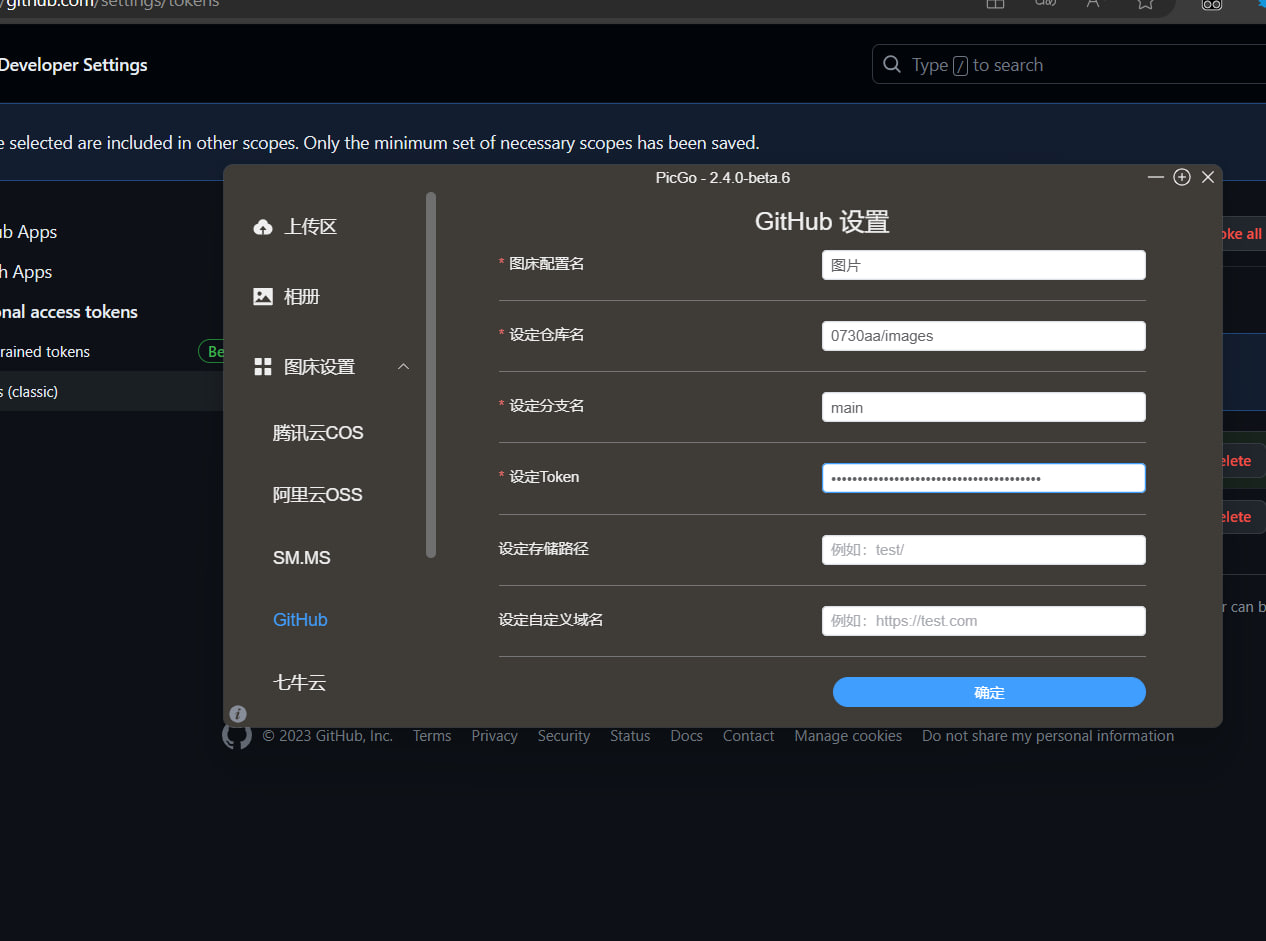 github.com/settings/tokens
Developer Settings
Type / to search
selected are included in other scopes. Only the minimum set of necessary scopes has been saved.
PicGo - 2.4.0-beta.6
上传区
相册
图床设置
腾讯云COS
阿里云OSS
SM.MS
GitHub
七牛云
GitHub 设置
* 图床配置名
图片
* 设定仓库名
0730aa/images
* 设定分支名
main
* 设定Token
••••••••••••••••••••••••••••••••••••••••
设定存储路径
例如：test/
设定自定义域名
例如：https://test.com
确定
ub Apps
h Apps
onal access tokens
rained tokens
Be
s (classic)
oke all
elete
elete
r can b
© 2023 GitHub, Inc. Terms Privacy Security Status Docs Contact Manage cookies Do not share my personal information